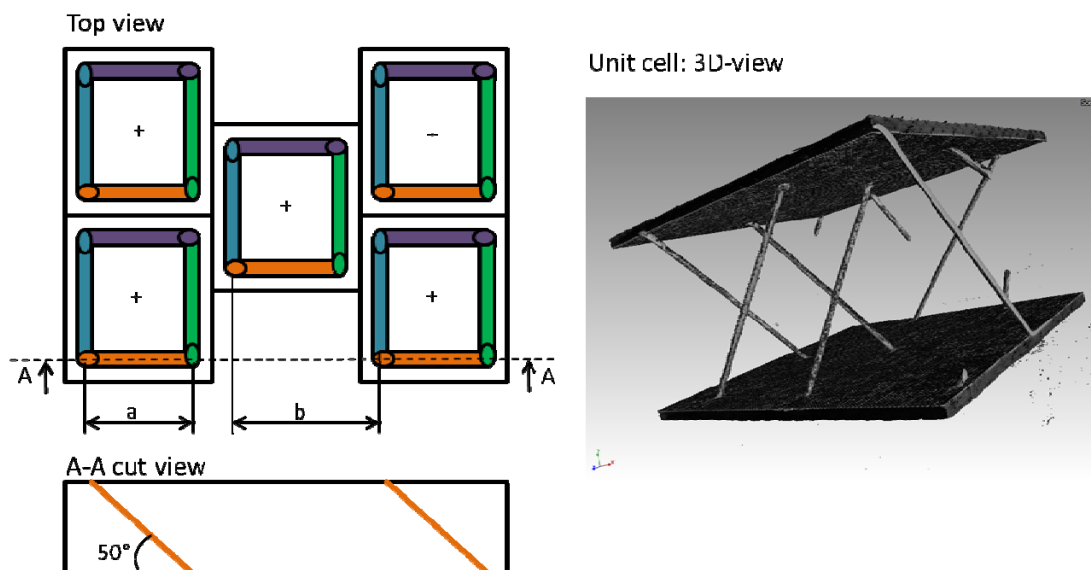 Top view
+
–
+
+
+
A
A
a
b
A-A cut view
50°
Unit cell: 3D-view